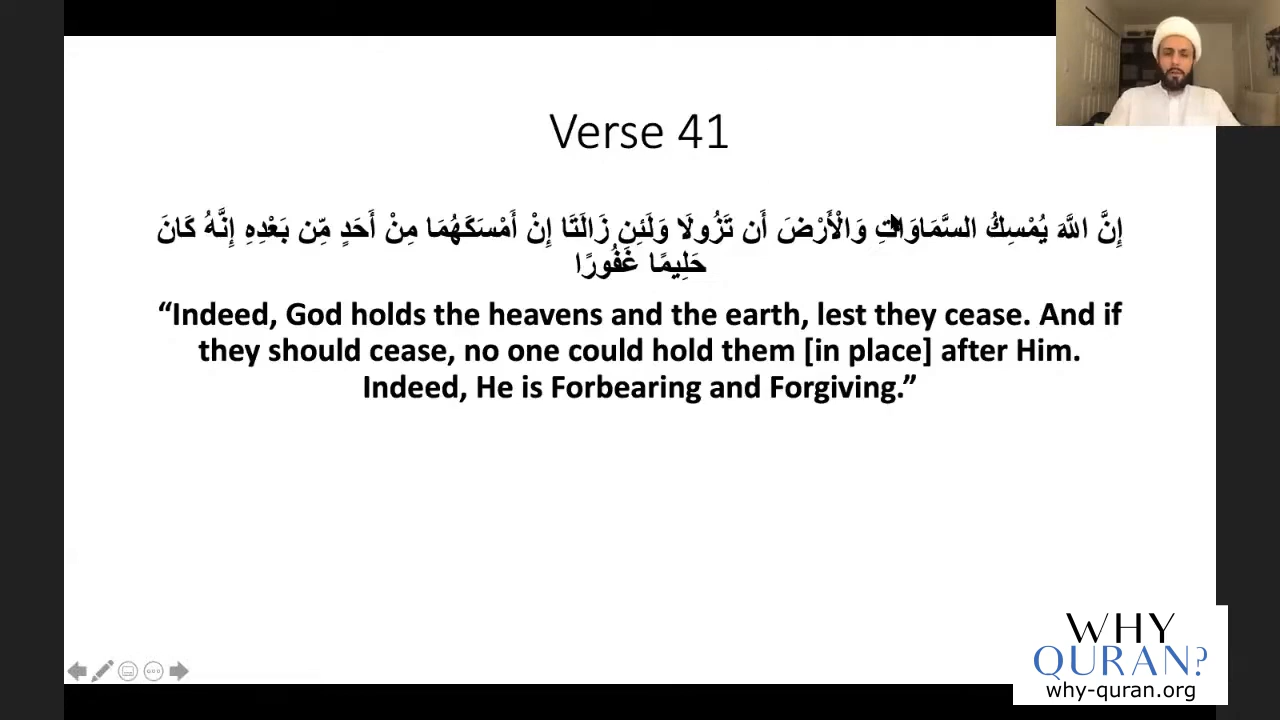 Verse 41
إِنَّ اللَّهَ يُمْسِكُ السَّمَاوَاتِ وَالْأَرْضَ أَن تَزُولَا وَلَئِن زَالَتَا إِنْ أَمْسَكَهُمَا مِنْ أَحَدٍ مِّن بَعْدِهِ إِنَّهُ كَانَ
حَلِيمًا غَفُورًا
“Indeed, God holds the heavens and the earth, lest they cease. And if
they should cease, no one could hold them [in place] after Him.
Indeed, He is Forbearing and Forgiving.”
WHY
QURAN?
why-quran.org